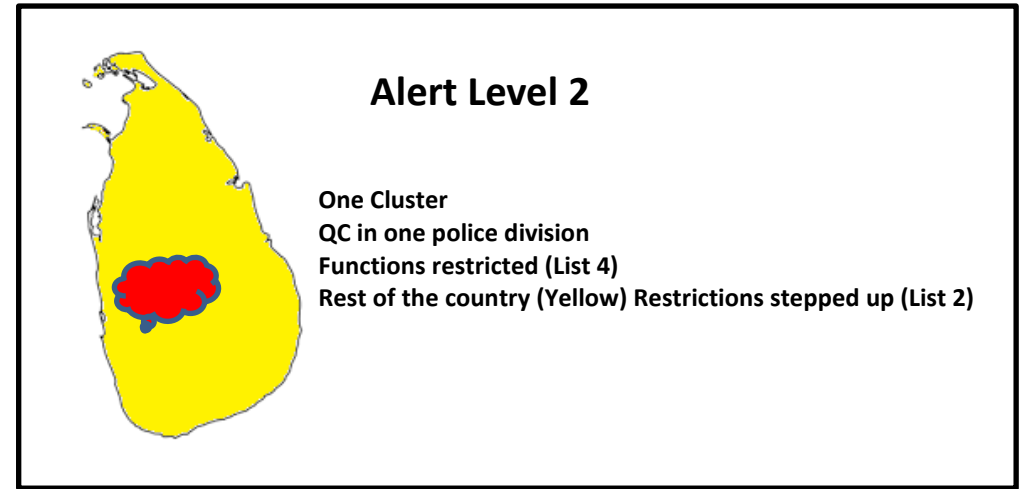 Alert Level 2
One Cluster
QC in one police division
Functions restricted (List 4)
Rest of the country (Yellow) Restrictions stepped up (List 2)